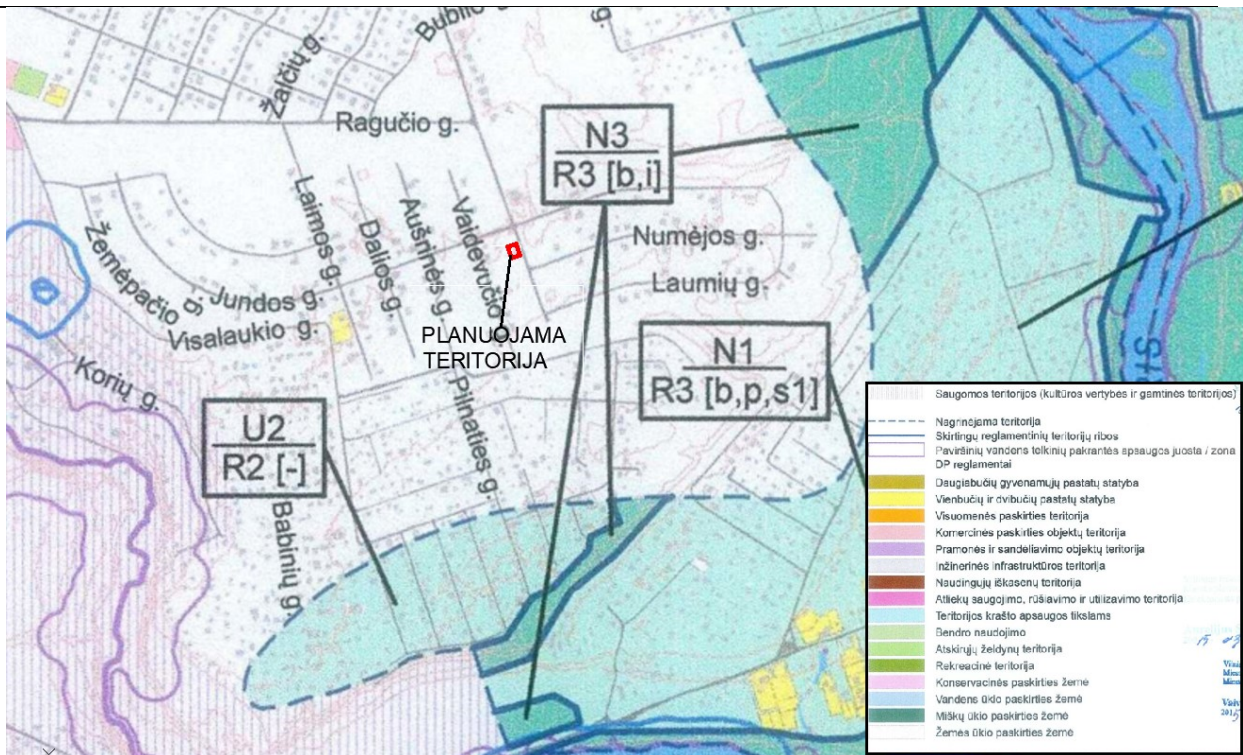 Bublio g.
g.
Žalčių g.
Ragučio g.
N3
R3 [b,i]
Laimos g.
Dalios g.
Aušrinės g.
Vaidevučio
Numėjos g.
Laumių g.
Žemėpačio g.
Jundos g.
Visalaukio g.
PLANUOJAMA
TERITORIJA
Korių g.
N1
R3 [b,p,s1]
U2
R2 [-]
Pilnaties g.
Babinių g.
Saugomos teritorijos (kultūros vertybės ir gamtinės teritorijos)
Nagrinėjama teritorija
Skirtingų reglamentinių teritorijų ribos
Paviršinių vandens telkinių pakrantės apsaugos juosta / zona
DP reglamentai
Daugiabučių gyvenamųjų pastatų statyba
Vienbučių ir dvibučių pastatų statyba
Visuomenės paskirties teritorija
Komercinės paskirties objektų teritorija
Pramonės ir sandėliavimo objektų teritorija
Inžinerinės infrastruktūros teritorija
Naudingųjų iškasenų teritorija
Atliekų saugojimo, rūšiavimo ir utilizavimo teritorija
Teritorijos krašto apsaugos tikslams
Bendro naudojimo
Atskirųjų želdynų teritorija
Rekreacinė teritorija
Konservacinės paskirties žemė
Vandens ūkio paskirties žemė
Miškų ūkio paskirties žemė
Žemės ūkio paskirties žemė